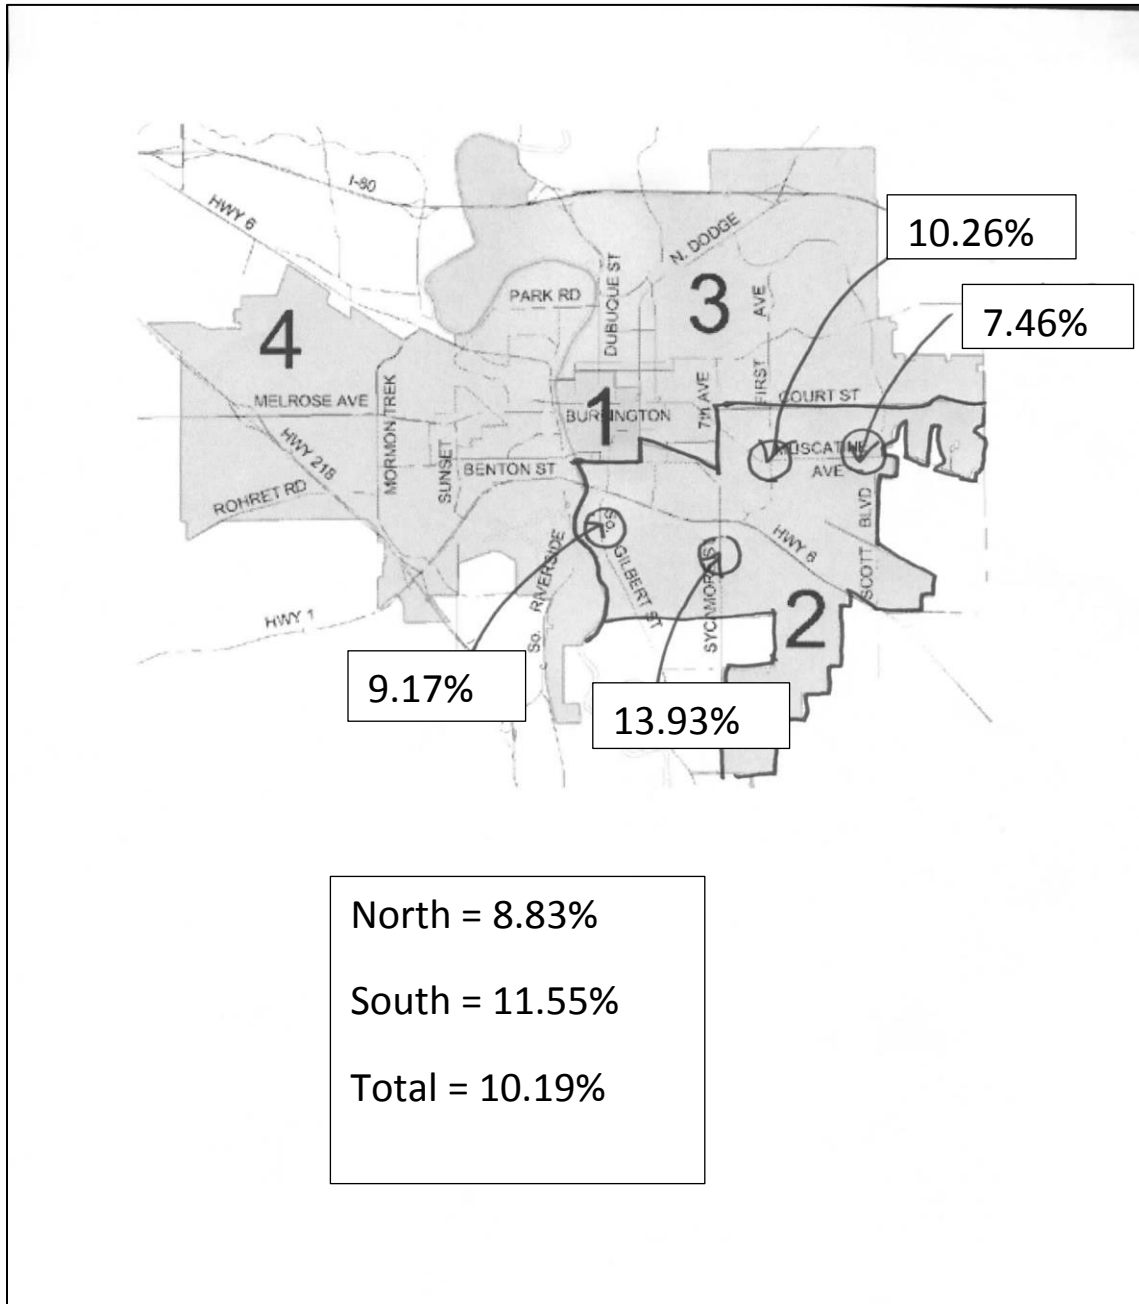 I-80
HWY 6
10.26%
N. DODGE
PARK RD
DUBUQUE ST
3
FIRST AVE
7.46%
4
MELROSE AVE
MORMON TREK
SUNSET
1
BURLINGTON
7th AVE
COURT ST
HWY 218
BENTON ST
MUSCATINE AVE
ROHRET RD
SCOTT BLVD
So. GILBERT ST
HWY 6
So. RIVERSIDE
SYCAMORE ST
HWY 1
2
9.17%
13.93%
North = 8.83%
South = 11.55%
Total = 10.19%